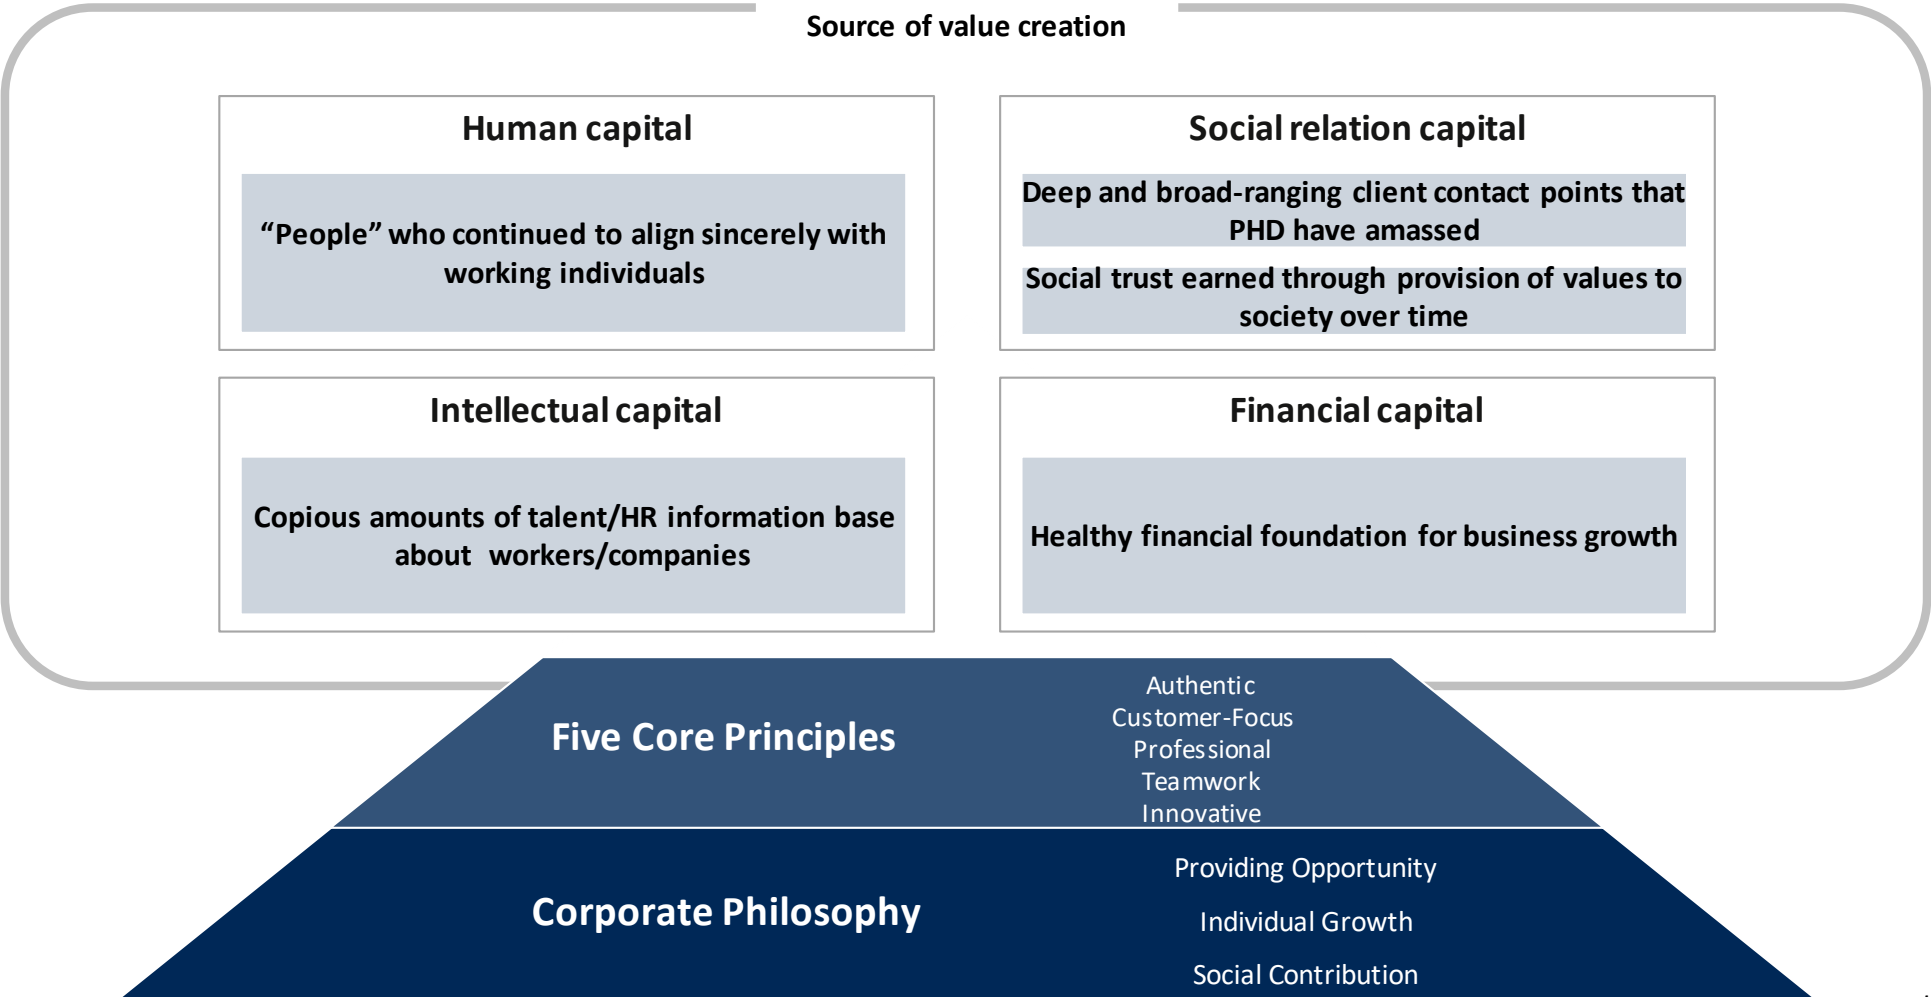 Source of value creation
Human capital
“People” who continued to align sincerely with
working individuals
Social relation capital
Deep and broad-ranging client contact points that
PHD have amassed
Social trust earned through provision of values to
society over time
Intellectual capital
Copious amounts of talent/HR information base
about workers/companies
Financial capital
Healthy financial foundation for business growth
Five Core Principles
Authentic
Customer-Focus
Professional
Teamwork
Innovative
Corporate Philosophy
Providing Opportunity
Individual Growth
Social Contribution